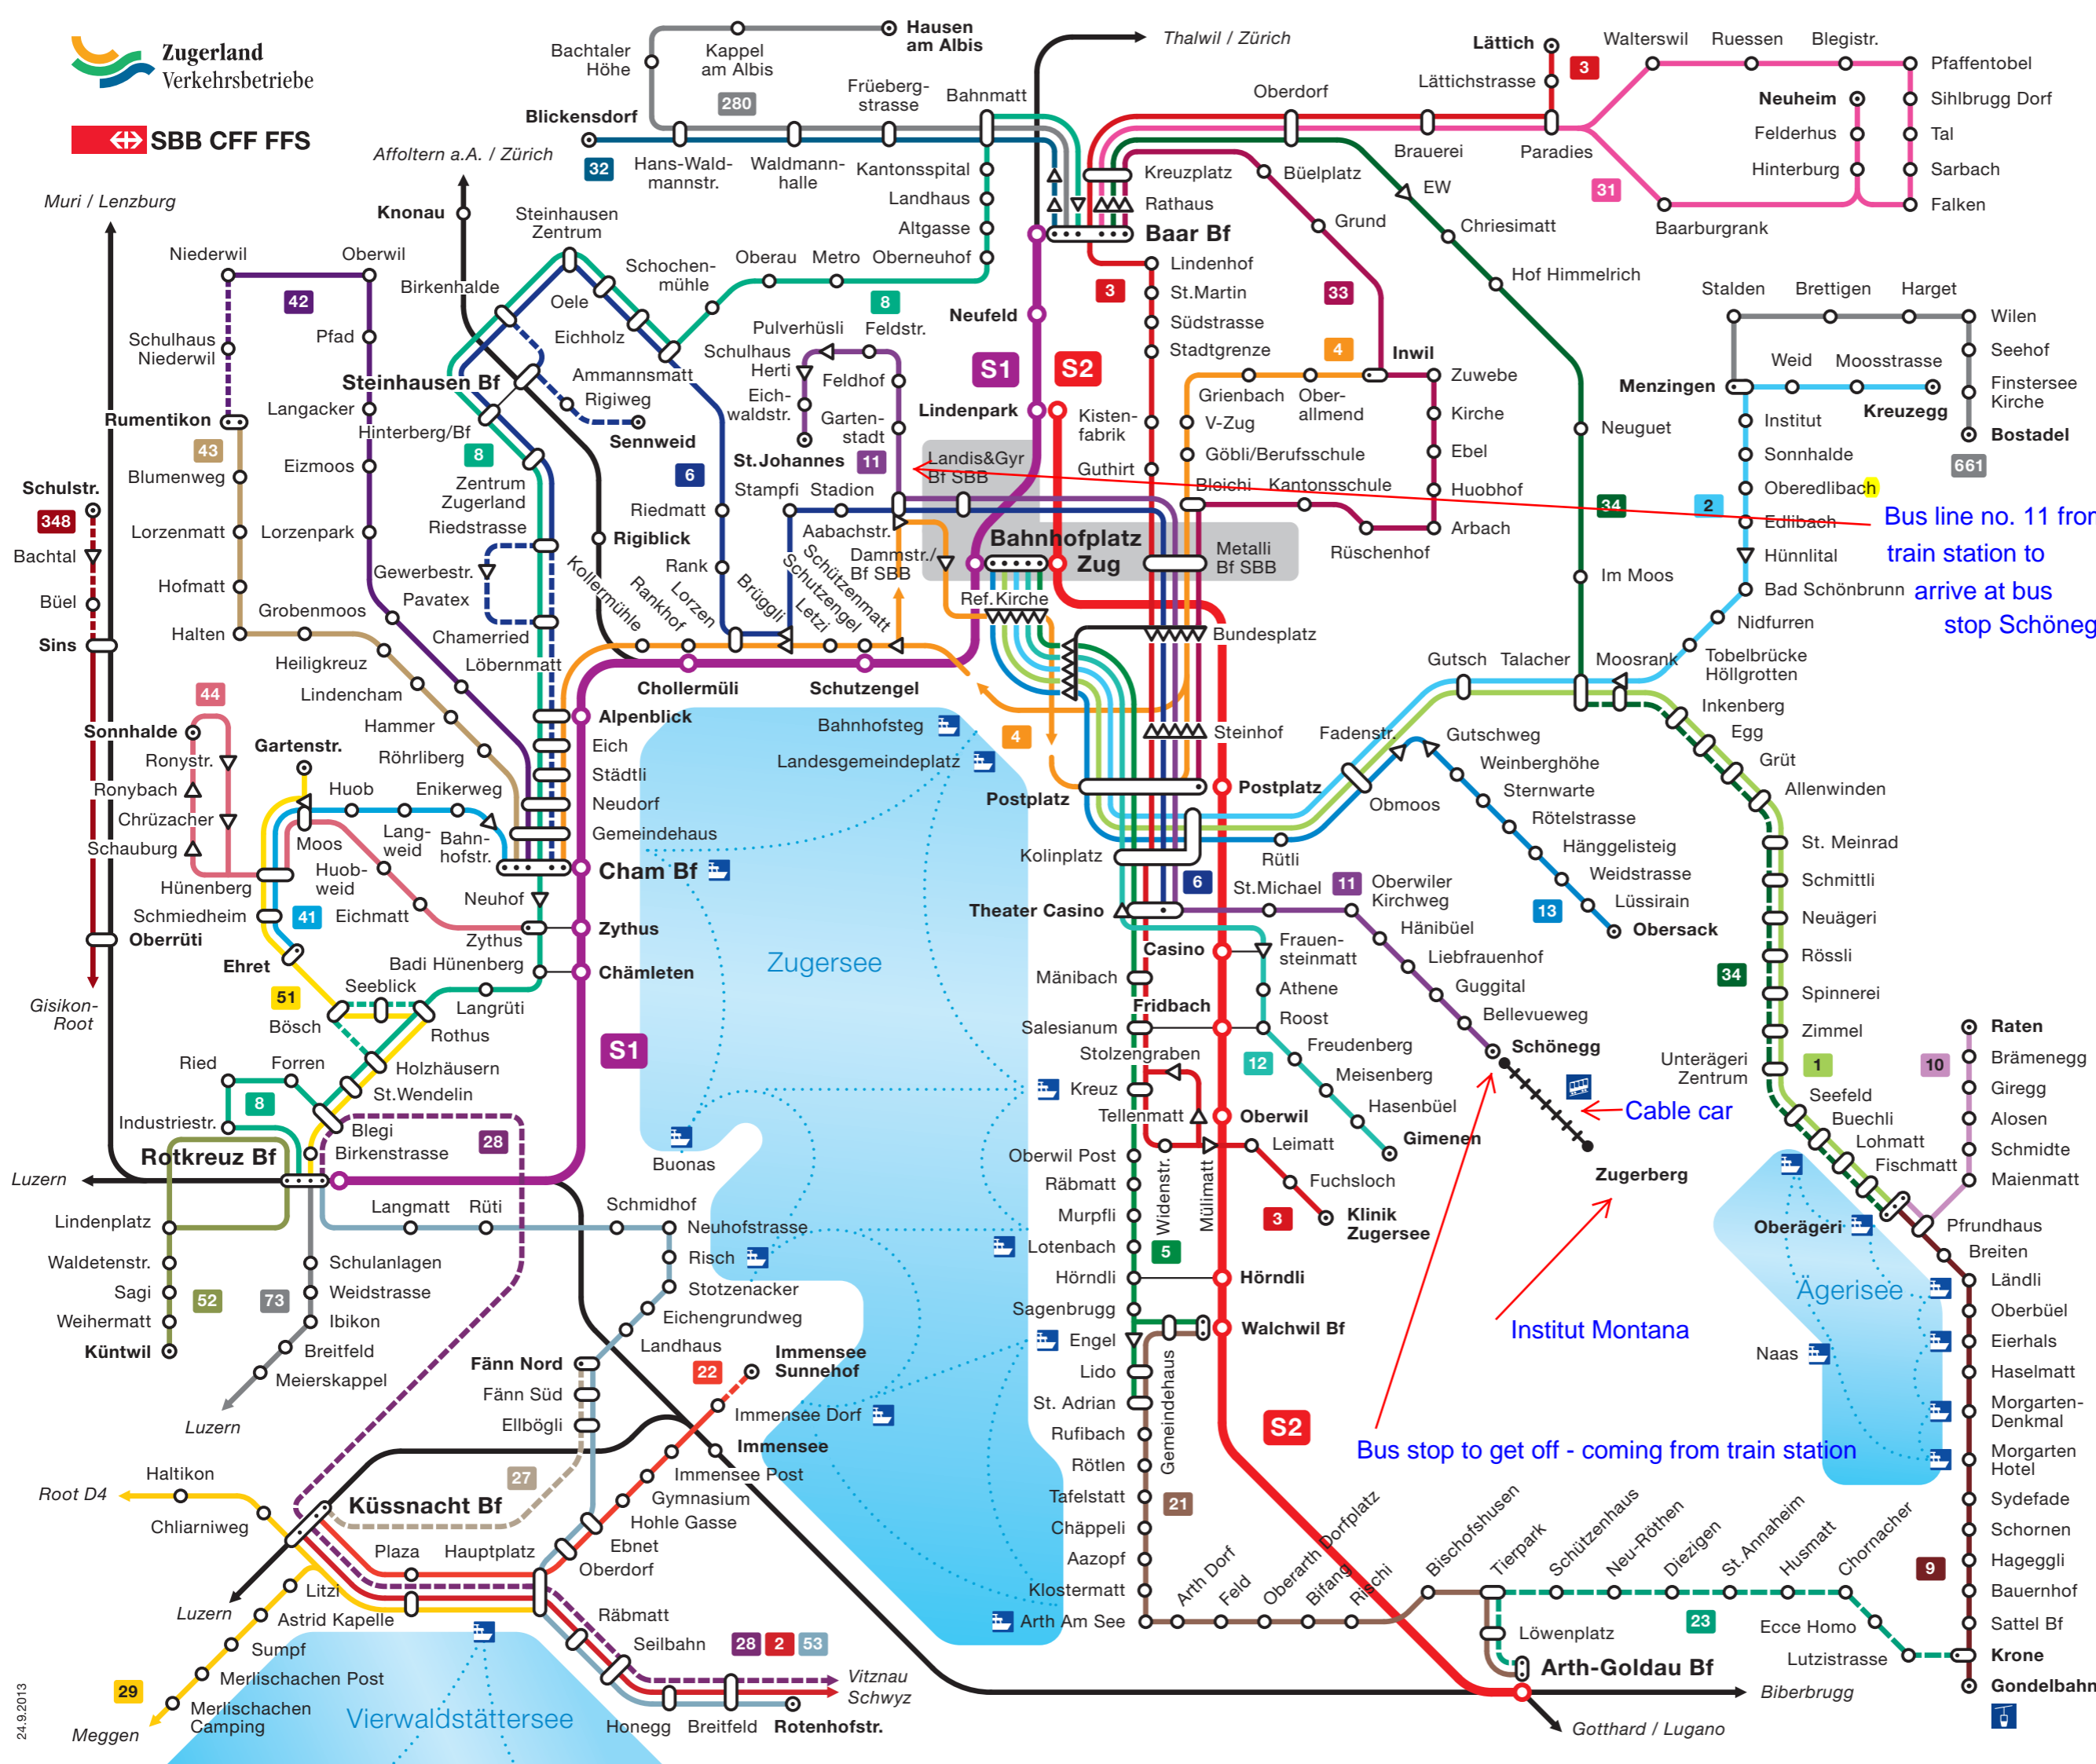 Zugerland
Verkehrsbetriebe
SBB CFF FFS
Hausen
am Albis
Kappel
am Albis
Bachtaler
Höhe
280
Früeberg-
strasse
Bahnmatt
Blickensdorf
32
Hans-Wald-
mannstr.
Waldmann-
halle
Kantonsspital
Landhaus
Altgasse
Oberneuhof
Metro
Oberau
Schochen-
mühle
8
Thalwil / Zürich
Affoltern a.A. / Zürich
Knonau
Steinhausen
Zentrum
Birkenhalde
Oele
Eichholz
Steinhausen Bf
Ammannsmatt
Rigiweg
Sennweid
Hinterberg/Bf
8
Zentrum
Zugerland
Riedstrasse
Gewerbestr.
Pavatex
Chamerried
Löbernmatt
6
Riedmatt
Rank
Rigiblick
Muri / Lenzburg
Niederwil
Oberwil
42
Schulhaus
Niederwil
Pfad
Rumentikon
Langacker
43
Blumenweg
Eizmoos
Lorzenmatt
Lorzenpark
Hofmatt
Grobenmoos
Halten
Heiligkreuz
Lindencham
Hammer
Röhrliberg
Schulstr.
348
Bachtal
Büel
Sins
Oberrüti
Gisikon-
Root
44
Sonnhalde
Ronystr.
Ronybach
Chrüzacher
Schauburg
Hünenberg
Gartenstr.
Huob
Enikerweg
Moos
Lang-
weid
Bahn-
hofstr.
Huob-
weid
Eichmatt
Schmiedheim
41
Ehret
51
Neuhof
Zythus
Badi Hünenberg
Langrüti
Seeblick
Bösch
Rothus
Holzhäusern
St.Wendelin
Ried
Forren
8
Industriestr.
Blegi
Birkenstrasse
Rotkreuz Bf
Luzern
28
Pulverhüsli
Feldstr.
Schulhaus
Herti
Feldhof
Eich-
waldstr.
Garten-
stadt
St.Johannes
11
Stampfi
Stadion
Aabachstr.
Landis&Gyr
Bf SBB
Dammstr./
Bf SBB
Bahnhofplatz
Zug
Metalli
Bf SBB
Ref.Kirche
Bundesplatz
Kollermühle
Rankhof
Lorzen
Brüggli
Letzi
Schutzengel
Schützenmatt
Chollermüli
Schutzengel
Alpenblick
Eich
Städtli
Neudorf
Gemeindehaus
Cham Bf
Zythus
Chämleten
S1
Baar Bf
Neufeld
S1
S2
Lindenpark
Kreuzplatz
Rathaus
Lindenhof
3
St.Martin
Südstrasse
Stadtgrenze
Kisten-
fabrik
Guthirt
Oberdorf
Brauerei
Paradies
Lättich
3
Lättichstrasse
Walterswil
Ruessen
Blegistr.
Pfaffentobel
Sihlbrugg Dorf
Tal
Sarbach
Falken
Neuheim
Felderhus
Hinterburg
Baarburgrank
31
Büelplatz
Grund
33
EW
Chriesimatt
Hof Himmelrich
Neuguet
34
Im Moos
4
Grienbach
Ober-
allmend
Inwil
Zuwebe
V-Zug
Kirche
Göbli/Berufsschule
Ebel
Bleichi
Kantonsschule
Huobhof
Arbach
Rüschenhof
Stalden
Brettigen
Harget
Wilen
Seehof
Finstersee
Kirche
Bostadel
661
Menzingen
Weid
Moosstrasse
Kreuzegg
Institut
Sonnhalde
Oberedlibach
2
Edlibach
Hünnlital
Bad Schönbrunn
Nidfurren
Tobelbrücke
Höllgrotten
Bus line no. 11 from
train station to
arrive at bus
stop Schöneg
Gutsch
Talacher
Moosrank
Inkenberg
Egg
Grüt
Allenwinden
St. Meinrad
Schmittli
Neuägeri
Rössli
34
Spinnerei
Zimmel
Unterägeri
Zentrum
1
Seefeld
Buechli
Lohmatt
Fischmatt
Oberägeri
Pfrundhaus
Raten
10
Brämenegg
Giregg
Alosen
Schmidte
Maienmatt
Breiten
Ländli
Oberbüel
Eierhals
Haselmatt
Morgarten-
Denkmal
Morgarten
Hotel
Sydefade
Schornen
9
Hageggli
Bauernhof
Sattel Bf
Krone
Gondelbahn
Ägerisee
Naas
Steinhof
4
Postplatz
Postplatz
Kolinplatz
6
Theater Casino
Casino
Fadenstr.
Gutschweg
Weinberghöhe
Sternwarte
Obmoos
Rötelstrasse
Hänggelisteig
Weidstrasse
Lüssirain
13
Obersack
Rütli
St.Michael
11
Oberwiler
Kirchweg
Hänibüel
Liebfrauenhof
Guggital
Bellevueweg
Schönegg
Cable car
Zugerberg
Institut Montana
Bus stop to get off - coming from train station
Frauen-
steinmatt
Athene
Roost
12
Freudenberg
Meisenberg
Hasenbüel
Gimenen
Mänibach
Fridbach
Salesianum
Stolzengraben
Kreuz
Tellenmatt
Oberwil
Leimatt
Fuchsloch
Klinik
Zugersee
3
Oberwil Post
Räbmatt
Murpfli
Lotenbach
Widenstr.
Mülimatt
5
Hörndli
Hörndli
Sagenbrugg
Engel
Walchwil Bf
Lido
St. Adrian
Gemeindehaus
Rufibach
Rötlen
Tafelstatt
Chäppeli
Aazopf
Klostermatt
Arth Am See
21
S2
Arth Dorf
Feld
Oberarth Dorfplatz
Bifang
Rischi
Bischofshusen
Tierpark
Schützenhaus
Neu-Röthen
Diezigen
St.Annaheim
Husmatt
Chornacher
23
Ecce Homo
Lutzistrasse
Löwenplatz
Arth-Goldau Bf
Biberbrugg
Gotthard / Lugano
Zugersee
Bahnhofsteg
Landesgemeindeplatz
Buonas
Lindenplatz
Waldetenstr.
Sagi
52
Weihermatt
Küntwil
73
Schulanlagen
Weidstrasse
Ibikon
Breitfeld
Meierskappel
Luzern
Langmatt
Rüti
Schmidhof
Neuhofstrasse
Risch
Stotzenacker
Eichengrundweg
Landhaus
Fänn Nord
Fänn Süd
Ellbögli
27
22
Immensee
Sunnehof
Immensee Dorf
Immensee
Immensee Post
Gymnasium
Hohle Gasse
Ebnet
Oberdorf
Küssnacht Bf
Haltikon
Root D4
Chliarniweg
Plaza
Hauptplatz
Litzi
Luzern
Astrid Kapelle
Sumpf
Merlischachen Post
29
Merlischachen
Camping
Meggen
Räbmatt
Seilbahn
28
2
53
Vitznau
Schwyz
Honegg
Breitfeld
Rotenhofstr.
Vierwaldstättersee
24.9.2013